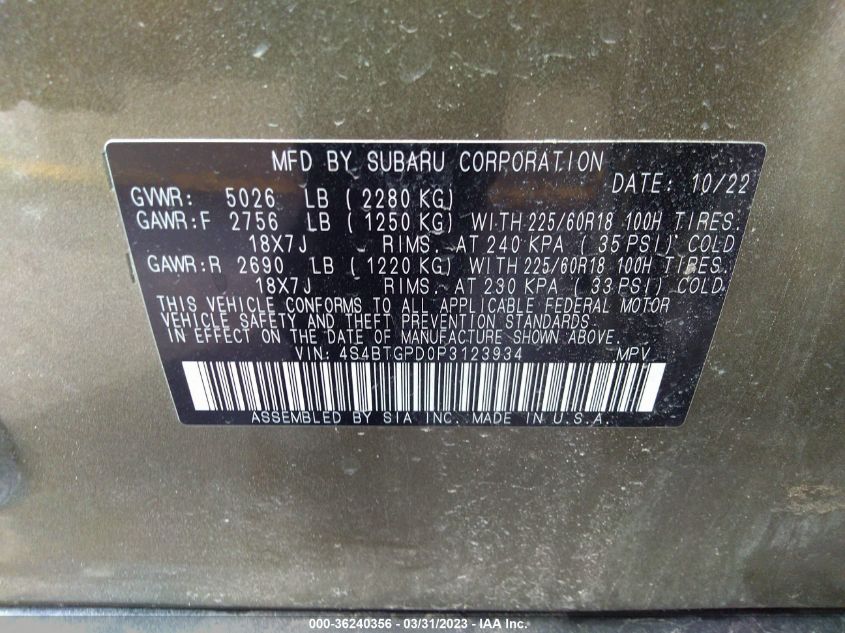 MFD BY SUBARU CORPORATION
DATE: 10/22
GVWR: 5026 LB ( 2280 KG)
GAWR:F 2756 LB ( 1250 KG) WITH 225/60R18 100H TIRES.
18X7J RIMS. AT 240 KPA ( 35 PSI) COLD
GAWR:R 2690 LB ( 1220 KG) WITH 225/60R18 100H TIRES.
18X7J RIMS. AT 230 KPA ( 33 PSI) COLD
THIS VEHICLE CONFORMS TO ALL APPLICABLE FEDERAL MOTOR
VEHICLE SAFETY AND THEFT PREVENTION STANDARDS
IN EFFECT ON THE DATE OF MANUFACTURE SHOWN ABOVE.
VIN: 4S4BTGPD0P3123934 MPV
ASSEMBLED BY SIA INC. MADE IN U.S.A.
000-36240356 - 03/31/2023 - IAA Inc.